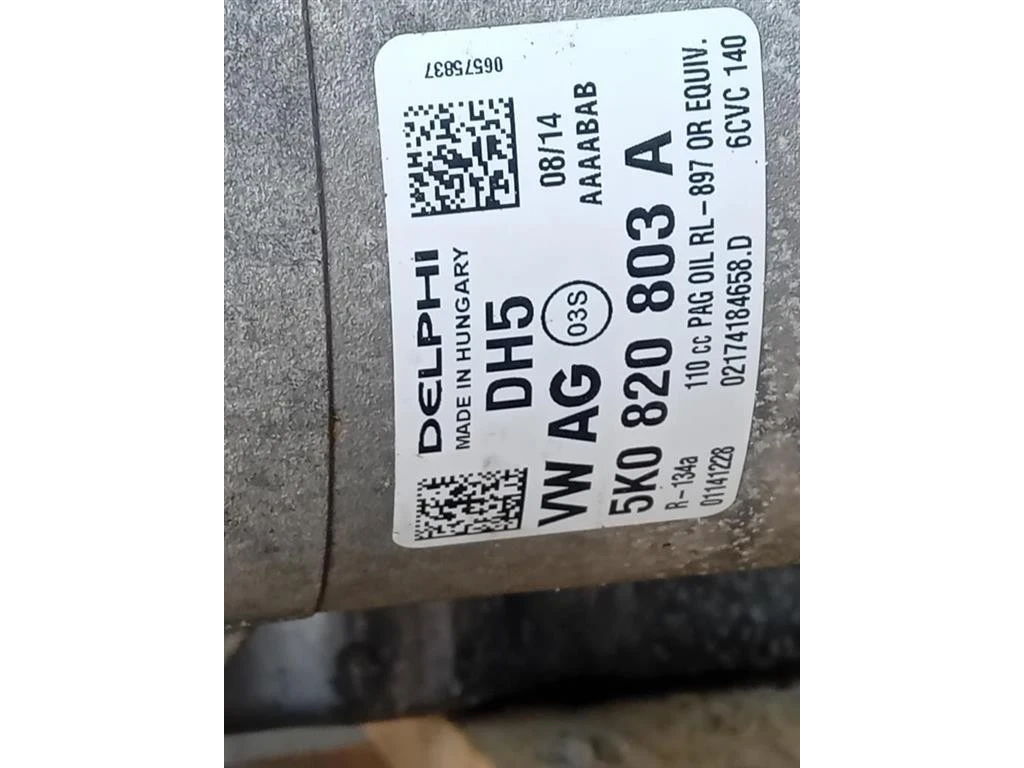 06575837
DELPHI
MADE IN HUNGARY
DH5
08/14
VW AG
03S
AAAAABAB
5K0 820 803 A
R-134a
110 cc PAG OIL RL-897 OR EQUIV.
01141228
02174184658.D
6CVC 140